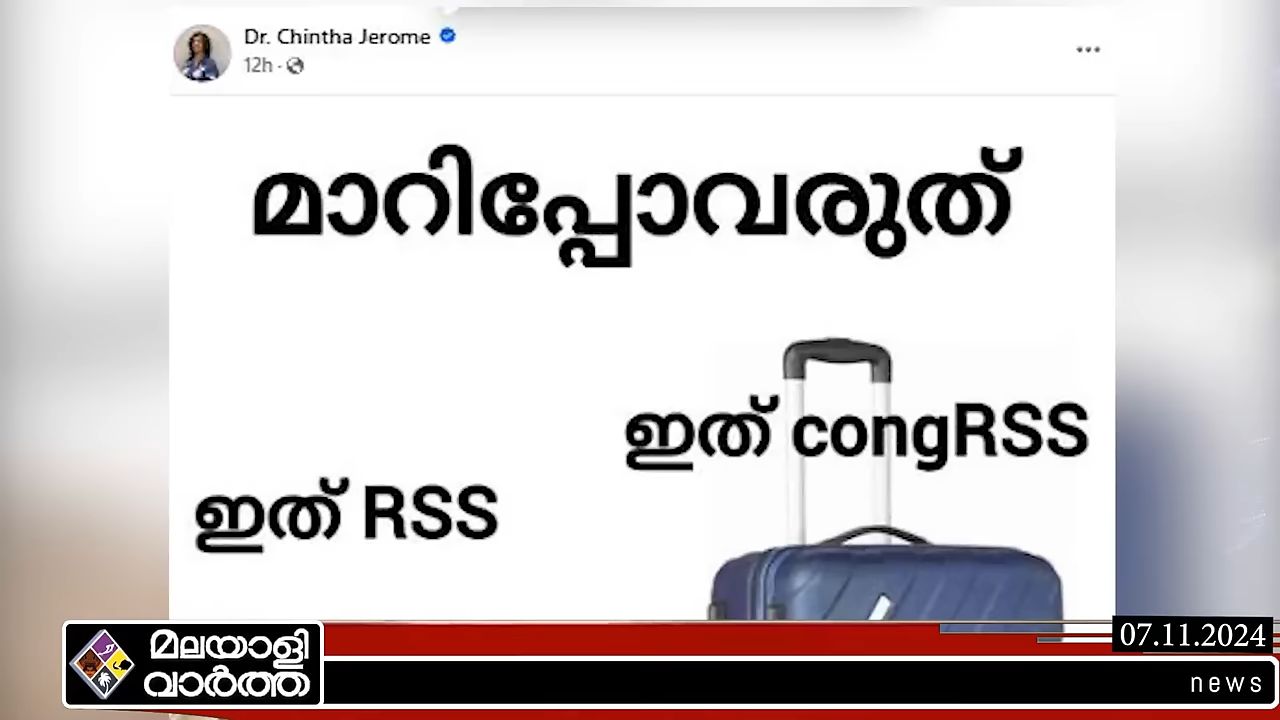 Dr. Chintha Jerome
12h ·
മാറിപ്പോവരുത്
ഇത് congRSS
ഇത് RSS
മലയാളി
വാർത്ത
07.11.2024
news